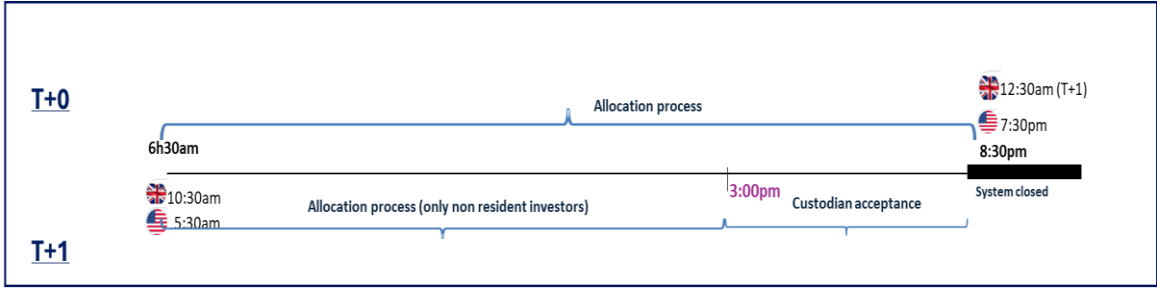 T+0
12:30am (T+1)
Allocation process
7:30pm
6h30am
8:30pm
3:00pm
System closed
10:30am
Allocation process (only non resident investors)
Custodian acceptance
5:30am
T+1